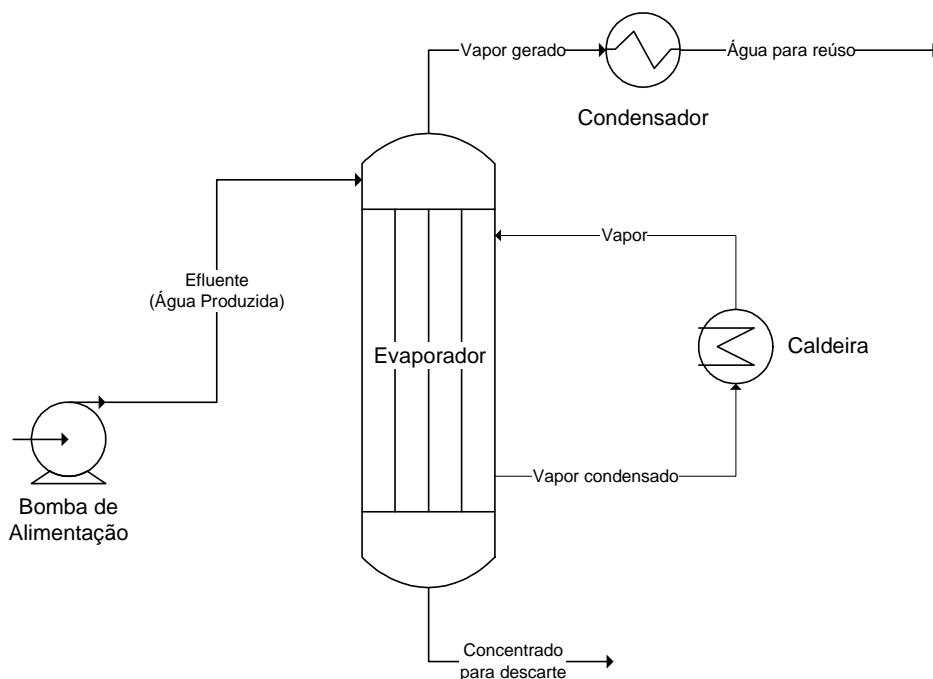 Vapor gerado
Água para reúso
Condensador
Vapor
Efluente
(Água Produzida)
Evaporador
Caldeira
Vapor condensado
Bomba de
Alimentação
Concentrado
para descarte